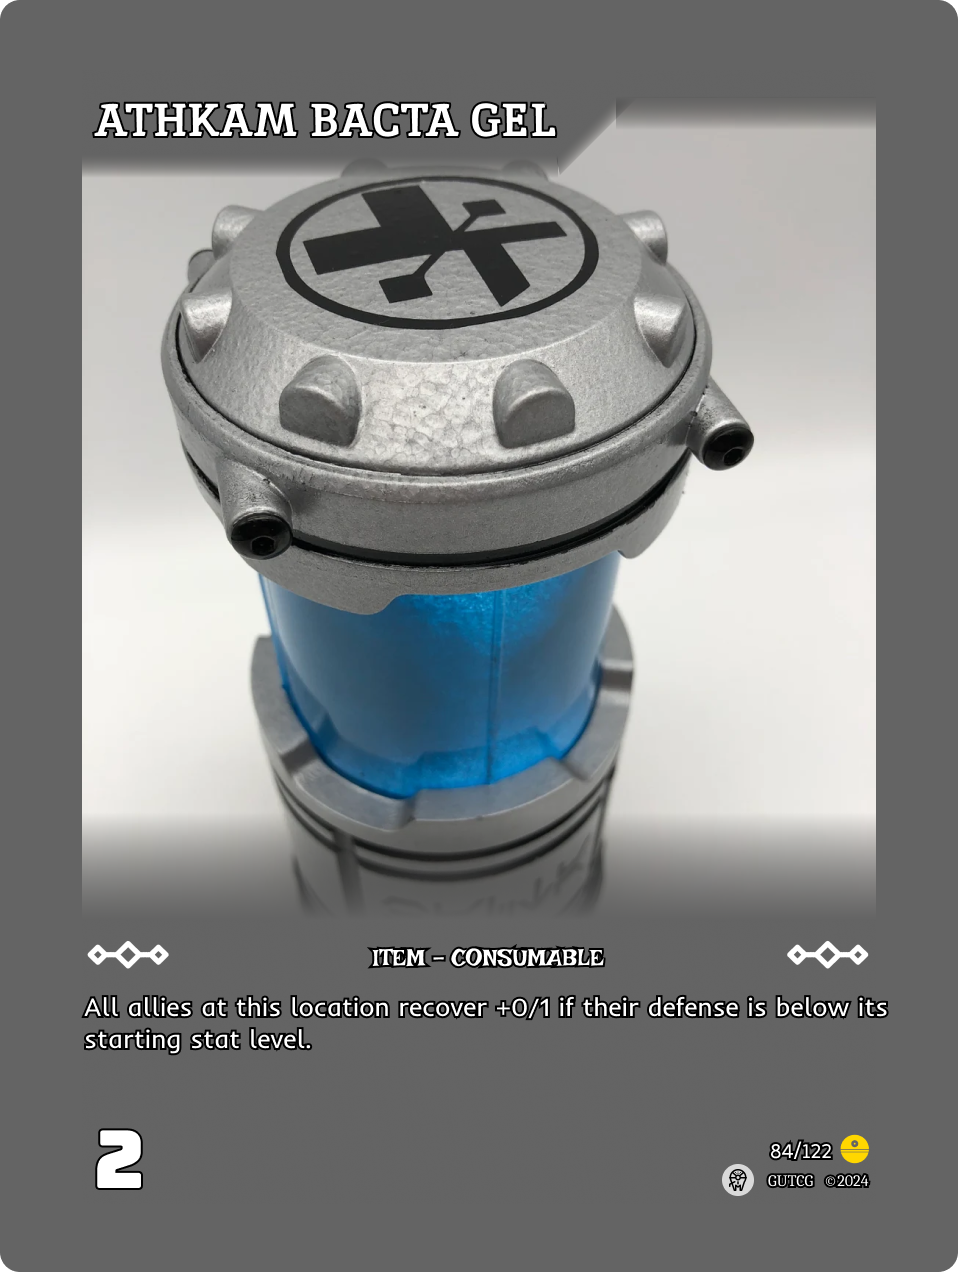 ATHKAM BACTA GEL
ITEM – CONSUMABLE
All allies at this location recover +0/1 if their defense is below its
starting stat level.
2
84/122
GUTCG ©2024